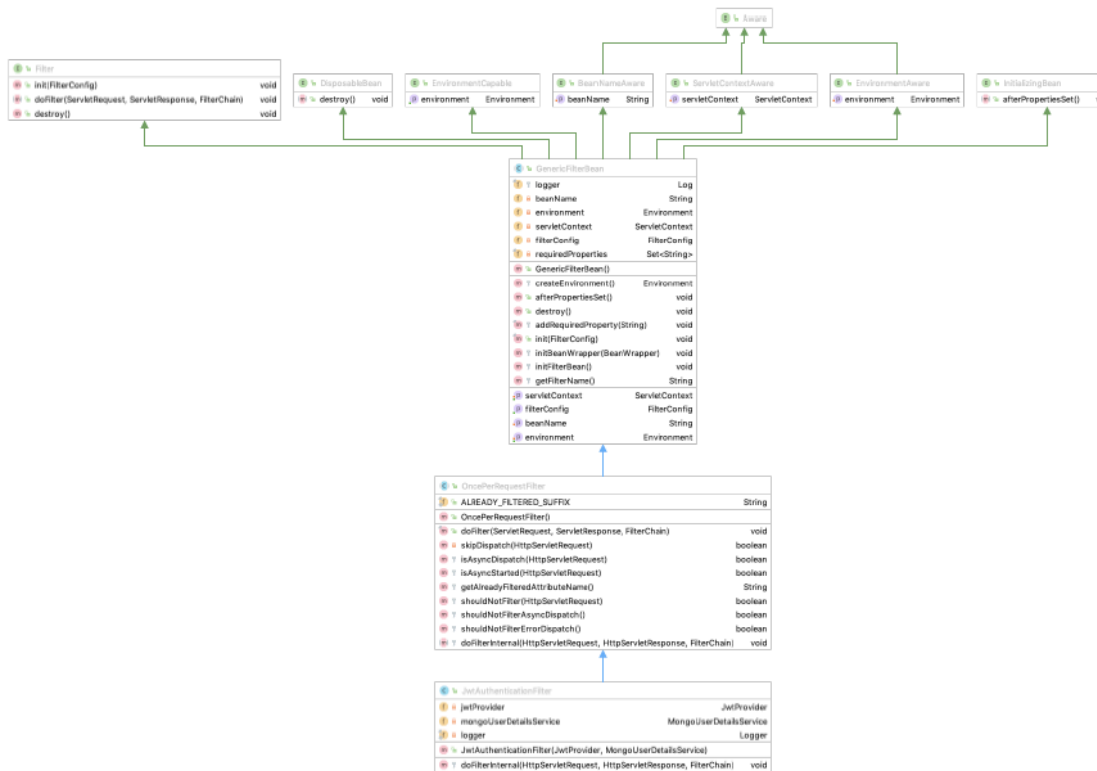 Aware
Filter
init(FilterConfig) void
doFilter(ServletRequest, ServletResponse, FilterChain) void
destroy() void
DisposableBean
destroy() void
EnvironmentCapable
environment Environment
BeanNameAware
beanName String
ServletContextAware
servletContext ServletContext
EnvironmentAware
environment Environment
InitializingBean
afterPropertiesSet()
GenericFilterBean
logger Log
beanName String
environment Environment
servletContext ServletContext
filterConfig FilterConfig
requiredProperties Set<String>
GenericFilterBean()
createEnvironment() Environment
afterPropertiesSet() void
destroy() void
addRequiredProperty(String) void
init(FilterConfig) void
initBeanWrapper(BeanWrapper) void
initFilterBean() void
getFilterName() String
servletContext ServletContext
filterConfig FilterConfig
beanName String
environment Environment
OncePerRequestFilter
ALREADY_FILTERED_SUFFIX String
OncePerRequestFilter()
doFilter(ServletRequest, ServletResponse, FilterChain) void
skipDispatch(HttpServletRequest) boolean
isAsyncDispatch(HttpServletRequest) boolean
isAsyncStarted(HttpServletRequest) boolean
getAlreadyFilteredAttributeName() String
shouldNotFilter(HttpServletRequest) boolean
shouldNotFilterAsyncDispatch() boolean
shouldNotFilterErrorDispatch() boolean
doFilterInternal(HttpServletRequest, HttpServletResponse, FilterChain) void
JwtAuthenticationFilter
jwtProvider JwtProvider
mongoUserDetailsService MongoUserDetailsService
logger Logger
JwtAuthenticationFilter(JwtProvider, MongoUserDetailsService)
doFilterInternal(HttpServletRequest, HttpServletResponse, FilterChain) void